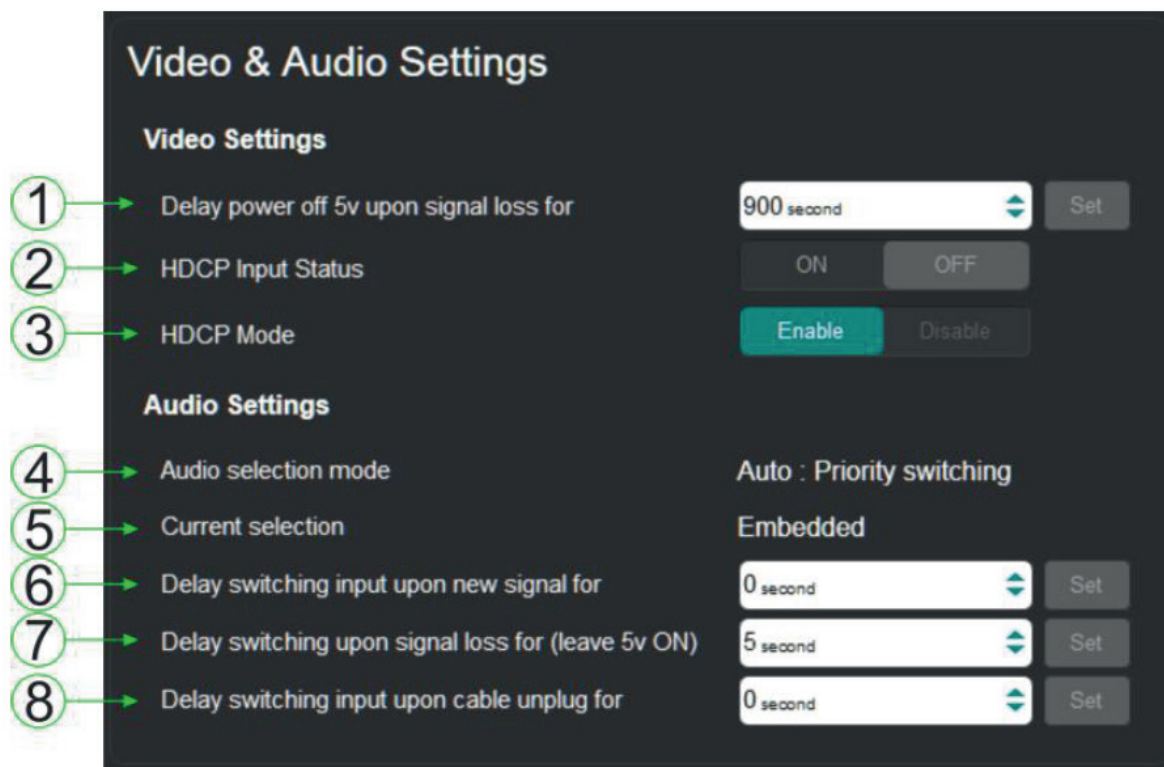 Video & Audio Settings
Video Settings
1 Delay power off 5v upon signal loss for 900 second Set
2 HDCP Input Status ON OFF
3 HDCP Mode Enable Disable
Audio Settings
4 Audio selection mode Auto : Priority switching
5 Current selection Embedded
6 Delay switching input upon new signal for 0 second Set
7 Delay switching upon signal loss for (leave 5v ON) 5 second Set
8 Delay switching input upon cable unplug for 0 second Set